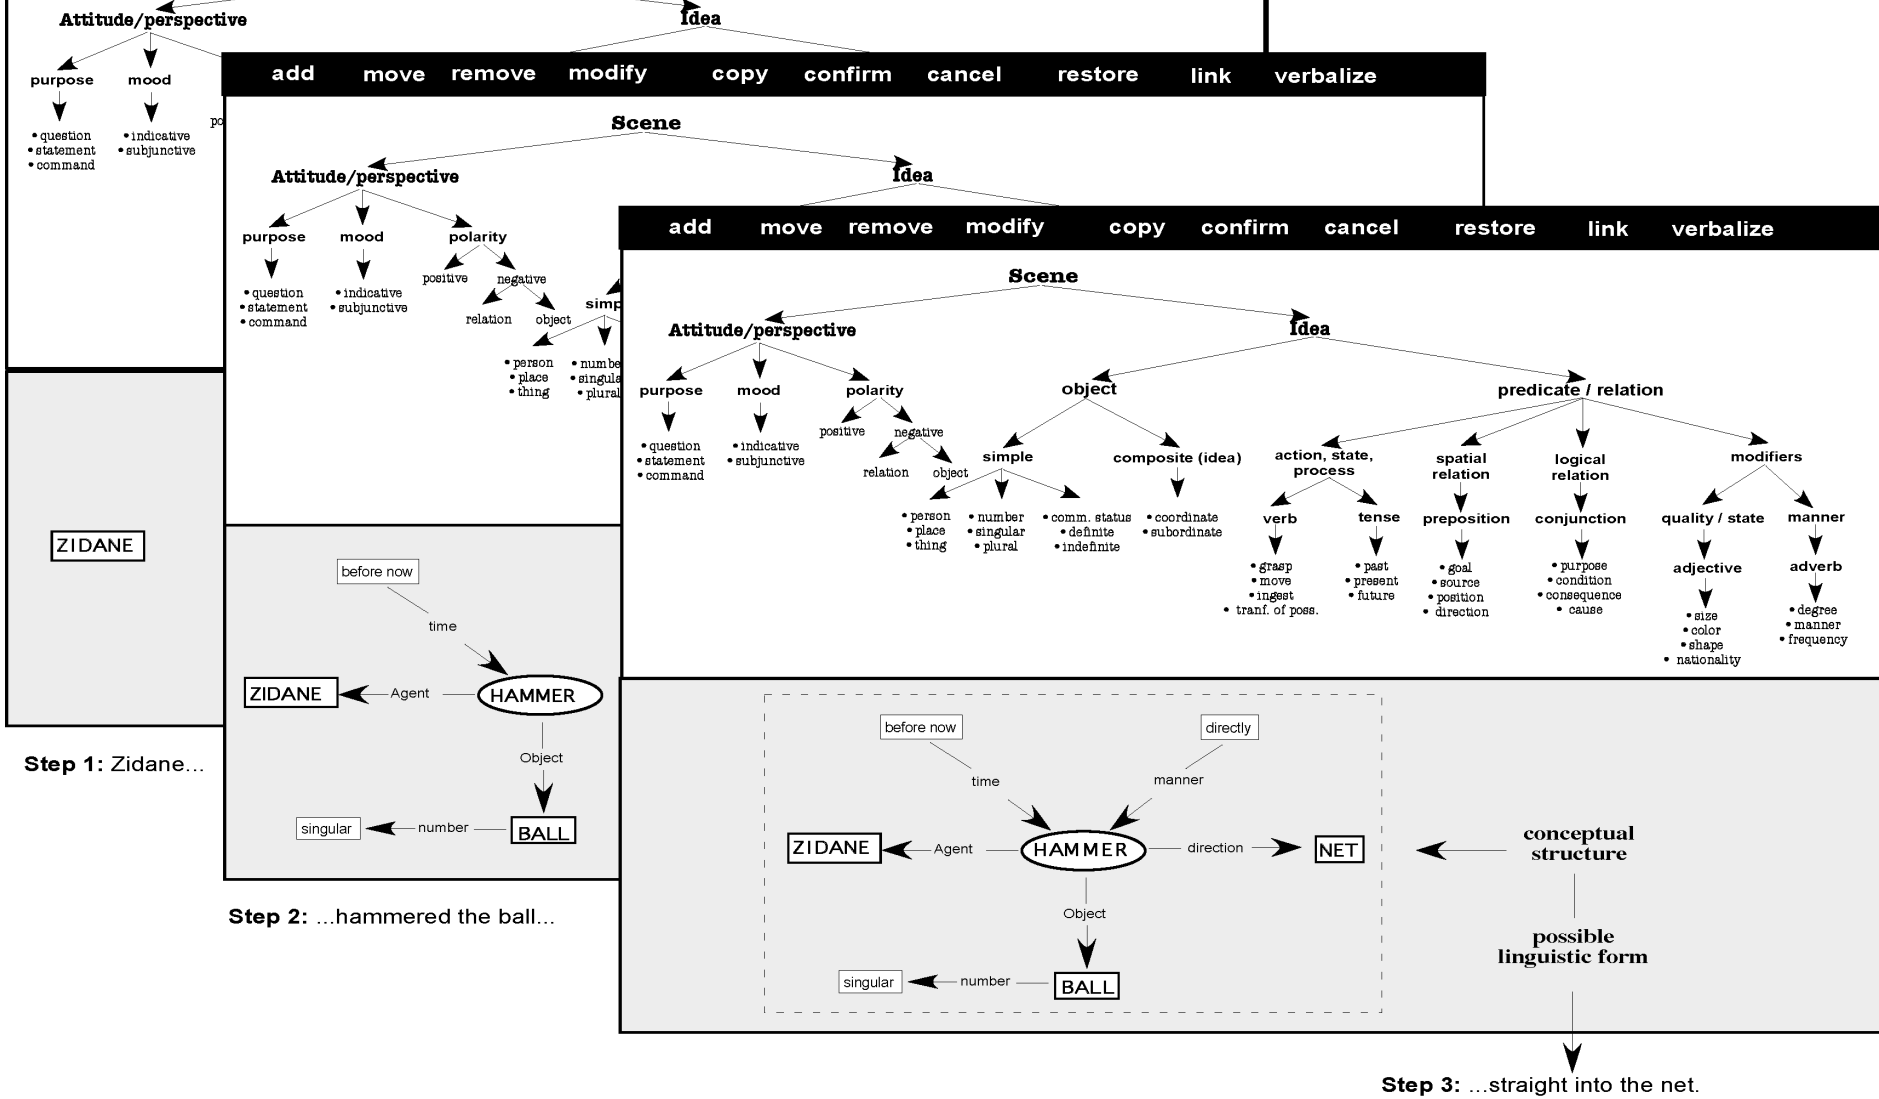 Attitude/perspective
Idea
purpose
mood
• question
• statement
• command
• indicative
• subjunctive
po
ZIDANE
Step 1: Zidane...
add move remove modify copy confirm cancel restore link verbalize
Scene
Attitude/perspective
Idea
purpose
mood
polarity
• question
• statement
• command
• indicative
• subjunctive
positive
negative
relation
object
simp
• person
• place
• thing
• numbe
• singula
• plural
before now
time
ZIDANE
Agent
HAMMER
Object
singular
number
BALL
Step 2: ...hammered the ball...
add move remove modify copy confirm cancel restore link verbalize
Scene
Attitude/perspective
Idea
purpose
mood
polarity
• question
• statement
• command
• indicative
• subjunctive
positive
negative
relation
object
object
predicate / relation
simple
composite (idea)
• person
• place
• thing
• number
• singular
• plural
• comm. status
• definite
• indefinite
• coordinate
• subordinate
action, state,
process
spatial
relation
logical
relation
modifiers
verb
tense
preposition
conjunction
quality / state
manner
• grasp
• move
• ingest
• tranf. of poss.
• past
• present
• future
• goal
• source
• position
• direction
• purpose
• condition
• consequence
• cause
adjective
adverb
• size
• color
• shape
• nationality
• degree
• manner
• frequency
before now
directly
time
manner
ZIDANE
Agent
HAMMER
direction
NET
Object
singular
number
BALL
conceptual
structure
possible
linguistic form
Step 3: ...straight into the net.